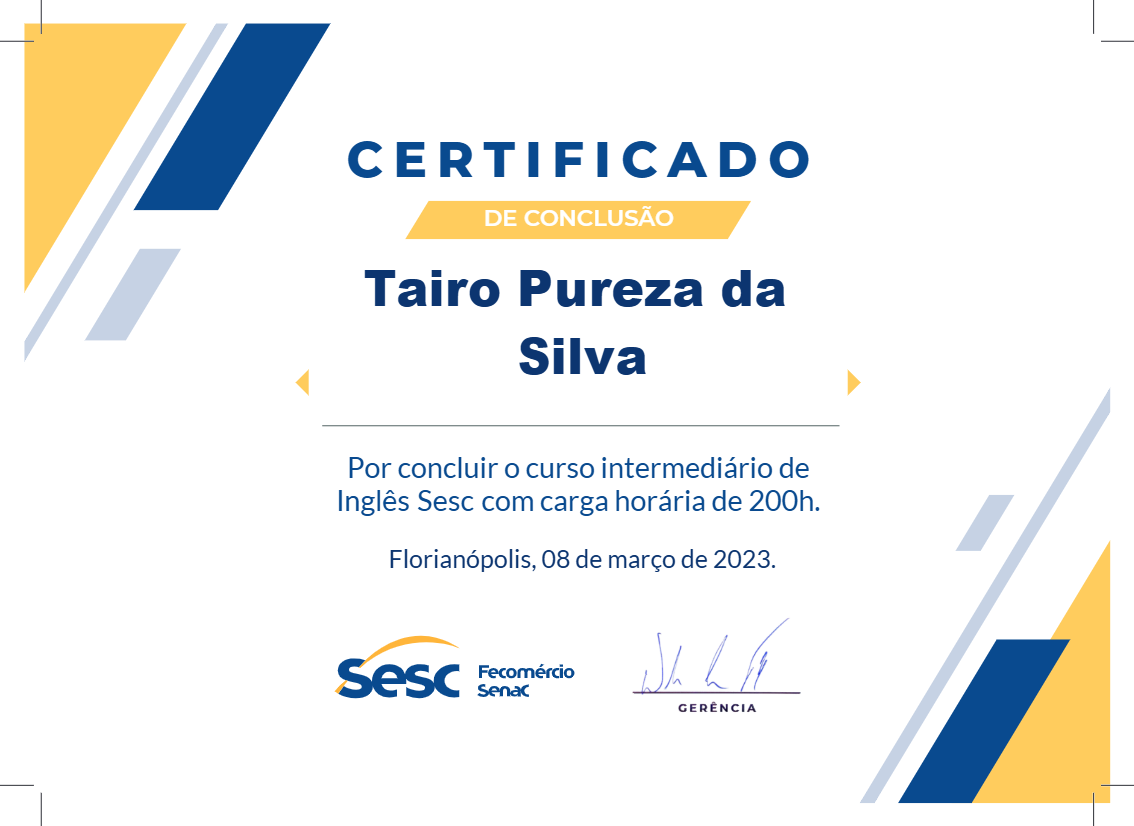 CERTIFICADO
DE CONCLUSÃO
Tairo Pureza da
Silva
Por concluir o curso intermediário de
Inglês Sesc com carga horária de 200h.
Florianópolis, 08 de março de 2023.
Sesc
Fecomércio
Senac
GERÊNCIA